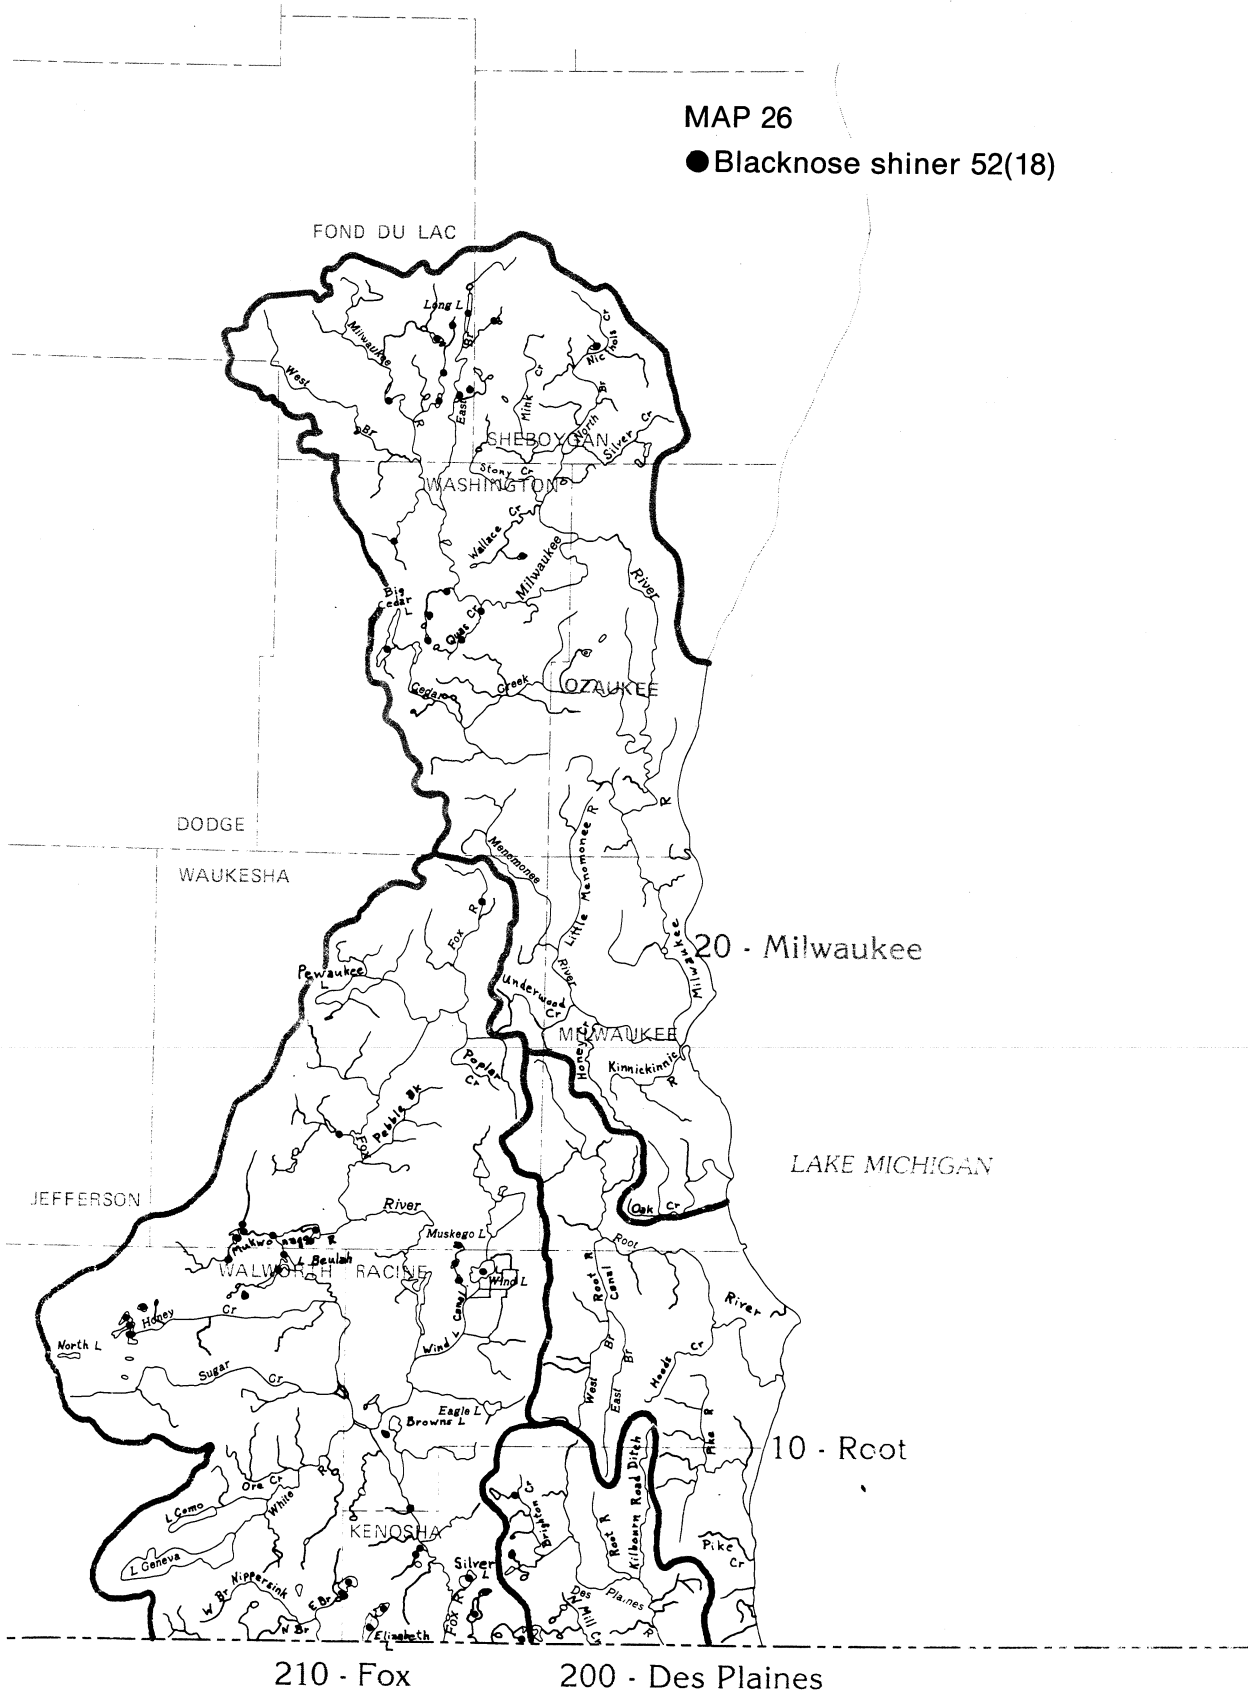 MAP 26
● Blacknose shiner 52(18)
FOND DU LAC
Long L
Milwaukee
R
West
Br
East
Br
Mink
Cr
Nichols
Cr
North
Br
Silver Cr
SHEBOYGAN
Stony Cr
WASHINGTON
Wallace Cr
Milwaukee
River
Big
Cedar
L
Quas Cr
Cedar
Creek
OZAUKEE
R
DODGE
Menomonee
Little Menomonee R
WAUKESHA
Fox R
Milwaukee
20 - Milwaukee
River
Pewaukee
L
Underwood
Cr
MILWAUKEE
Honey Cr
Kinnickinnic
R
Poplar
Cr
Pebble Bk
Fox
LAKE MICHIGAN
JEFFERSON
River
Oak Cr
Mukwonago R
Muskego L
Root
L Beulah
WALWORTH
RACINE
Wind L
Root R
Canal
River
Honey
Cr
North L
Wind L Canal
West Br
East Br
Hoods
Cr
Sugar
Cr
Eagle L
Browns L
Pike R
10 - Root
Ore Cr
White
R
L Como
KENOSHA
Brighton
Cr
Root R
Kilbourn Road Ditch
L Geneva
Pike
Cr
Silver
L
W Br
Nippersink
E Br
N Br
Elizabeth
L
Fox R
Des
Plaines
R
N Mill Cr
210 - Fox
200 - Des Plaines